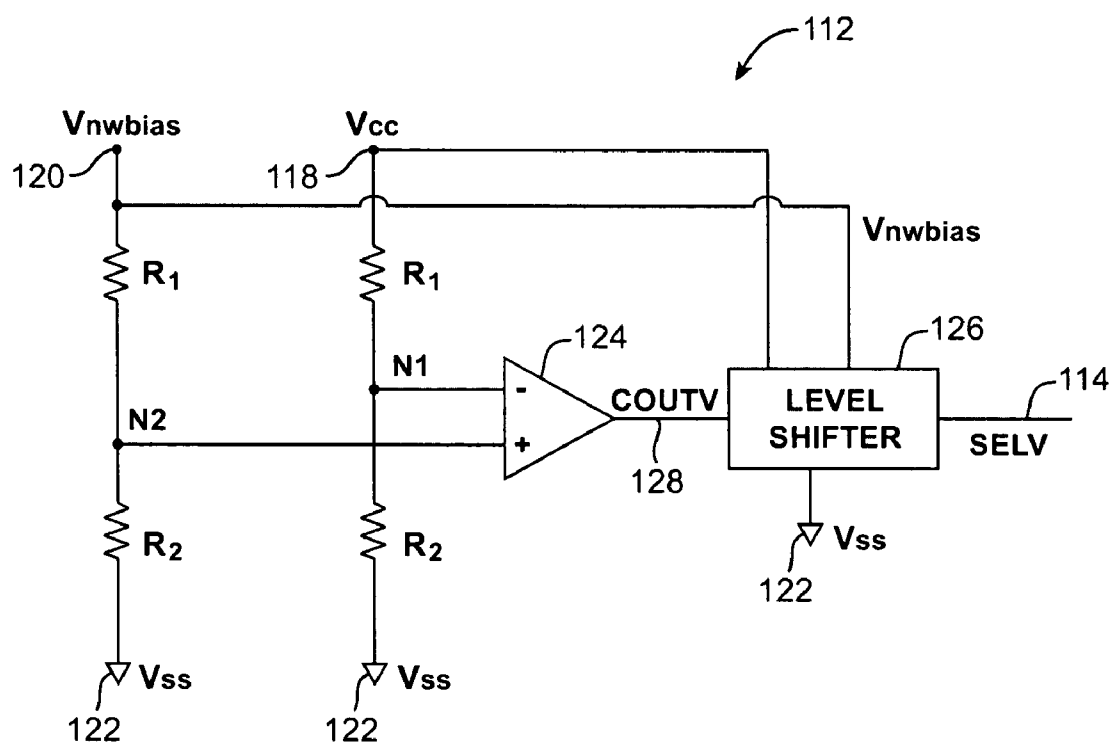 112
Vnwbias
Vcc
120
118
Vnwbias
R1
R1
124
126
N1
-
COUTV
LEVEL
SHIFTER
114
N2
+
128
SELV
R2
R2
Vss
122
Vss
Vss
122
122